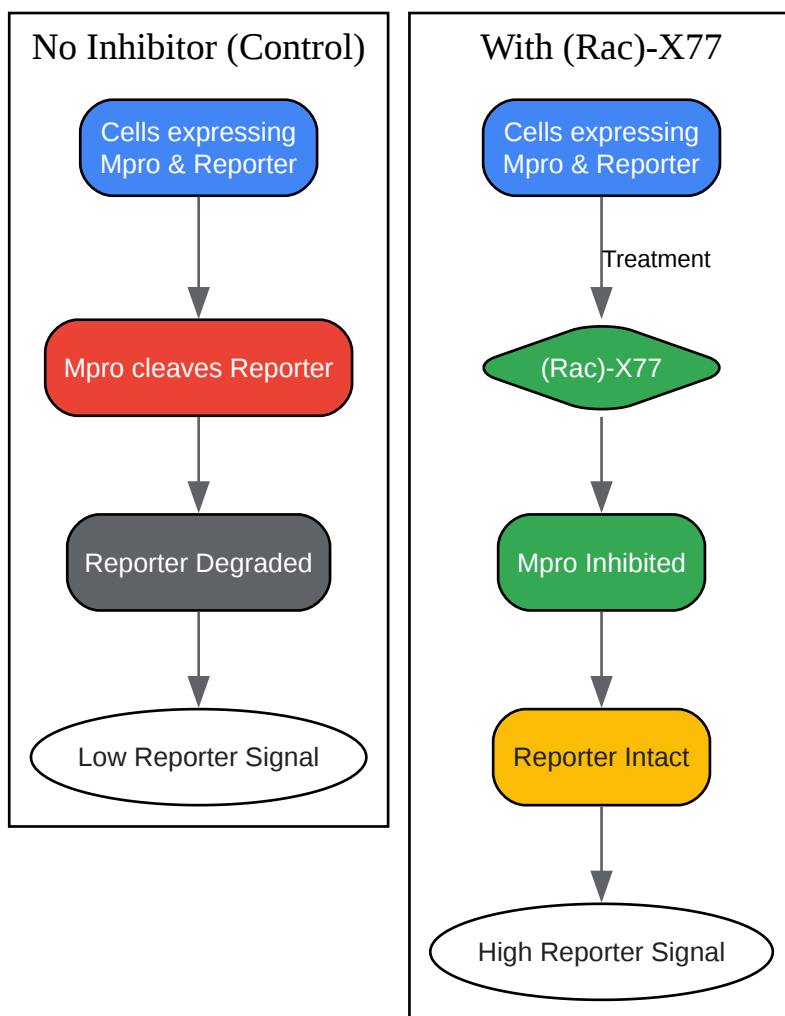 No Inhibitor (Control)
Cells expressing
Mpro & Reporter
Mpro cleaves Reporter
Reporter Degraded
Low Reporter Signal
With (Rac)-X77
Cells expressing
Mpro & Reporter
Treatment
(Rac)-X77
Mpro Inhibited
Reporter Intact
High Reporter Signal